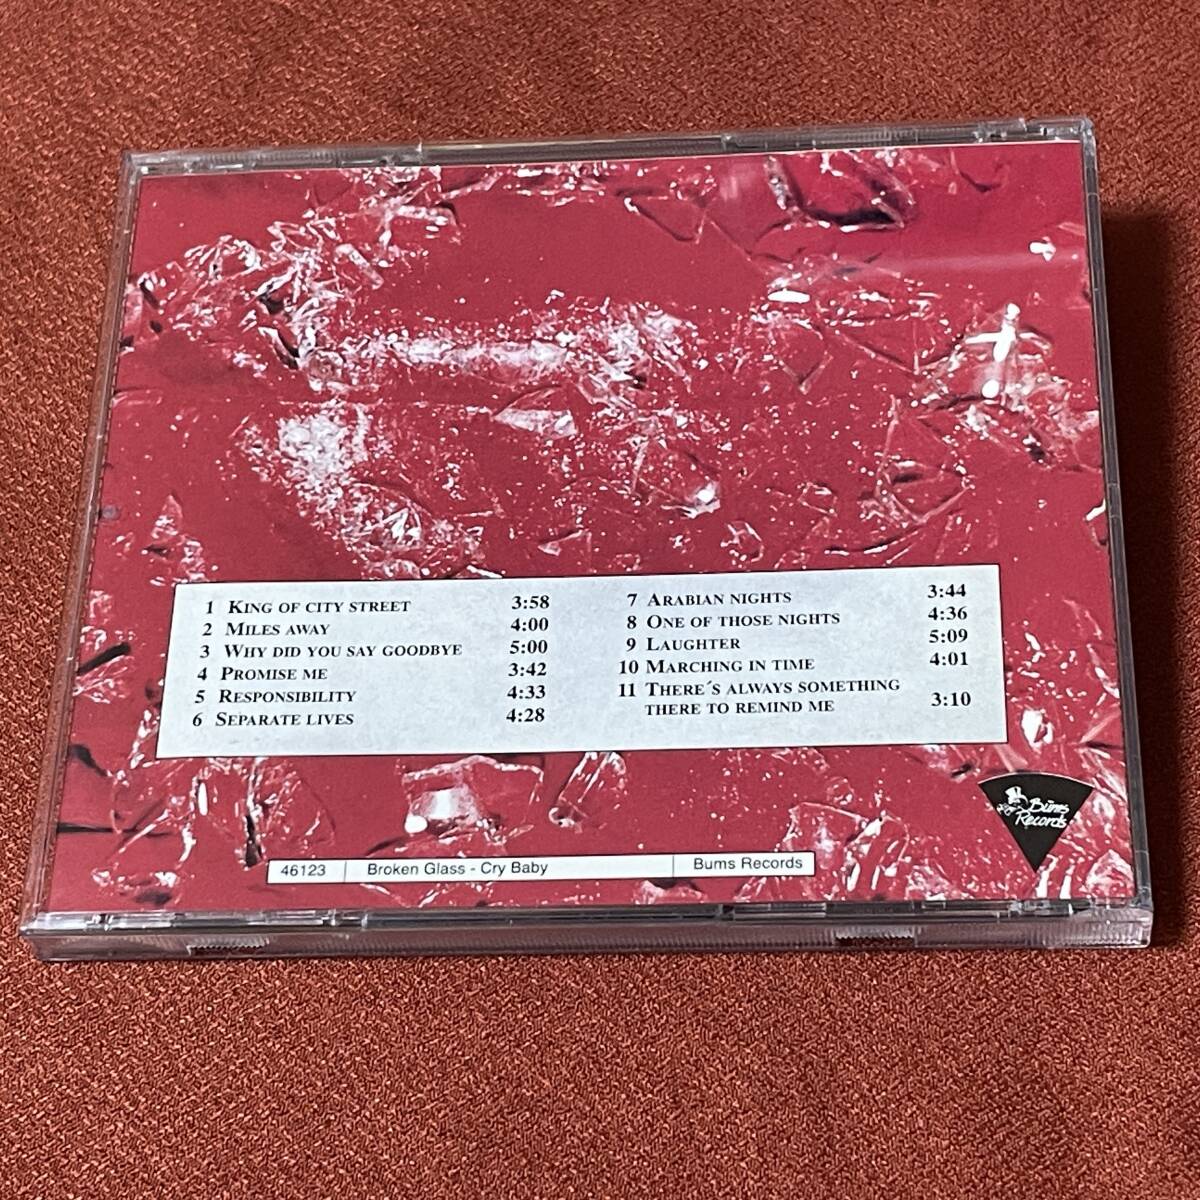 1 King of city street 3:58
2 Miles away 4:00
3 Why did you say goodbye 5:00
4 Promise me 3:42
5 Responsibility 4:33
6 Separate lives 4:28
7 Arabian nights 3:44
8 One of those nights 4:36
9 Laughter 5:09
10 Marching in time 4:01
11 There´s always something
there to remind me 3:10
Bums
Records
46123 Broken Glass - Cry Baby Bums Records